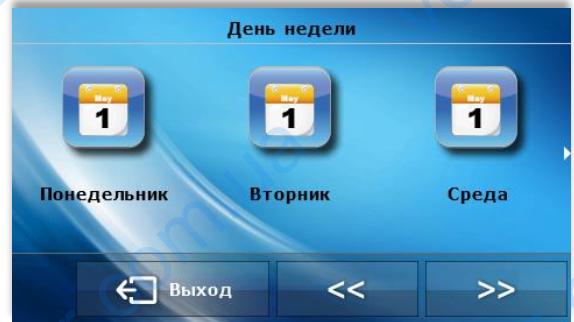 День недели
May May May
1 1 1
Понедельник Вторник Среда
Выход << >>